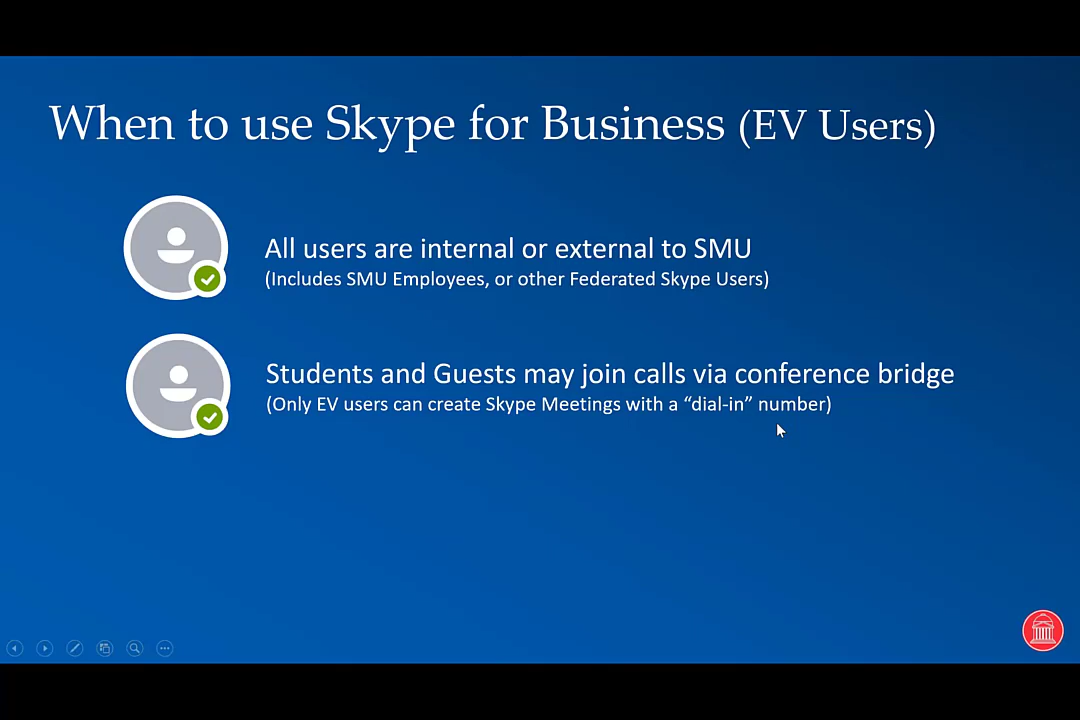 When to use Skype for Business (EV Users)
All users are internal or external to SMU
(Includes SMU Employees, or other Federated Skype Users)
Students and Guests may join calls via conference bridge
(Only EV users can create Skype Meetings with a “dial-in” number)